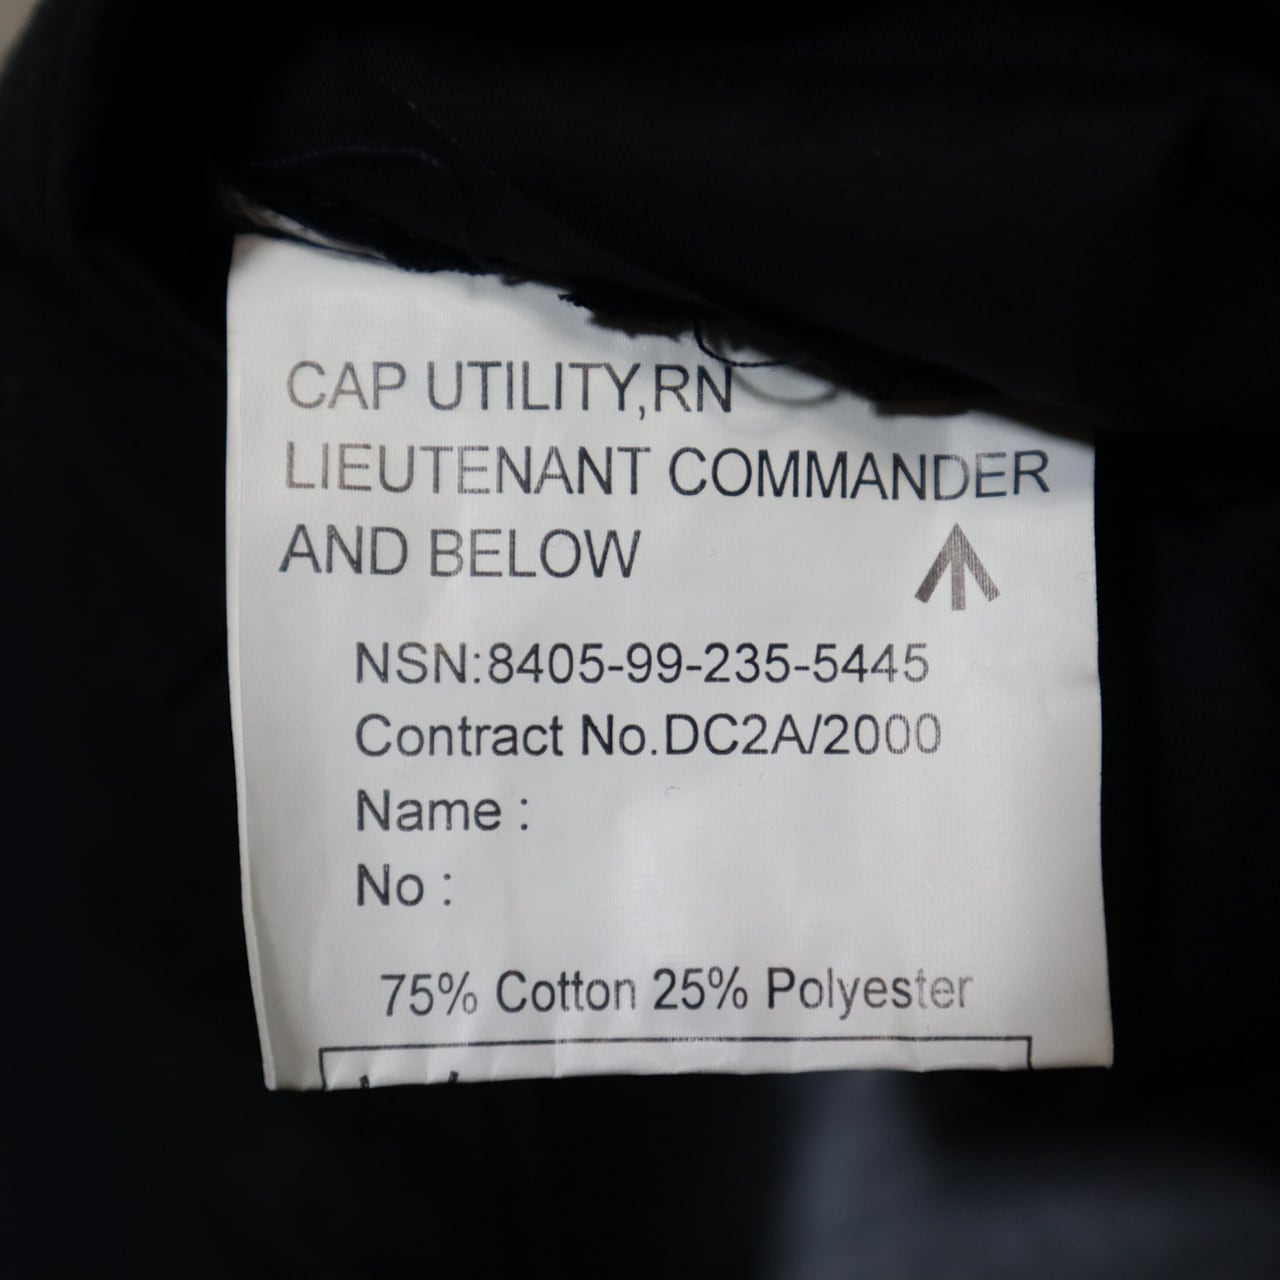 CAP UTILITY,RN
LIEUTENANT COMMANDER
AND BELOW
NSN:8405-99-235-5445
Contract No.DC2A/2000
Name :
No :
75% Cotton 25% Polyester